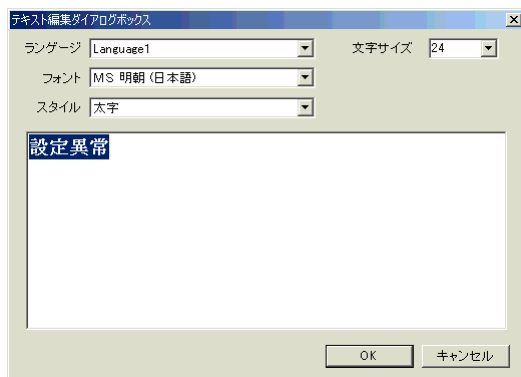 テキスト編集ダイアログボックス
ランゲージ Language1 文字サイズ 24
フォント MS 明朝 (日本語)
スタイル 太字
設定異常
OK キャンセル